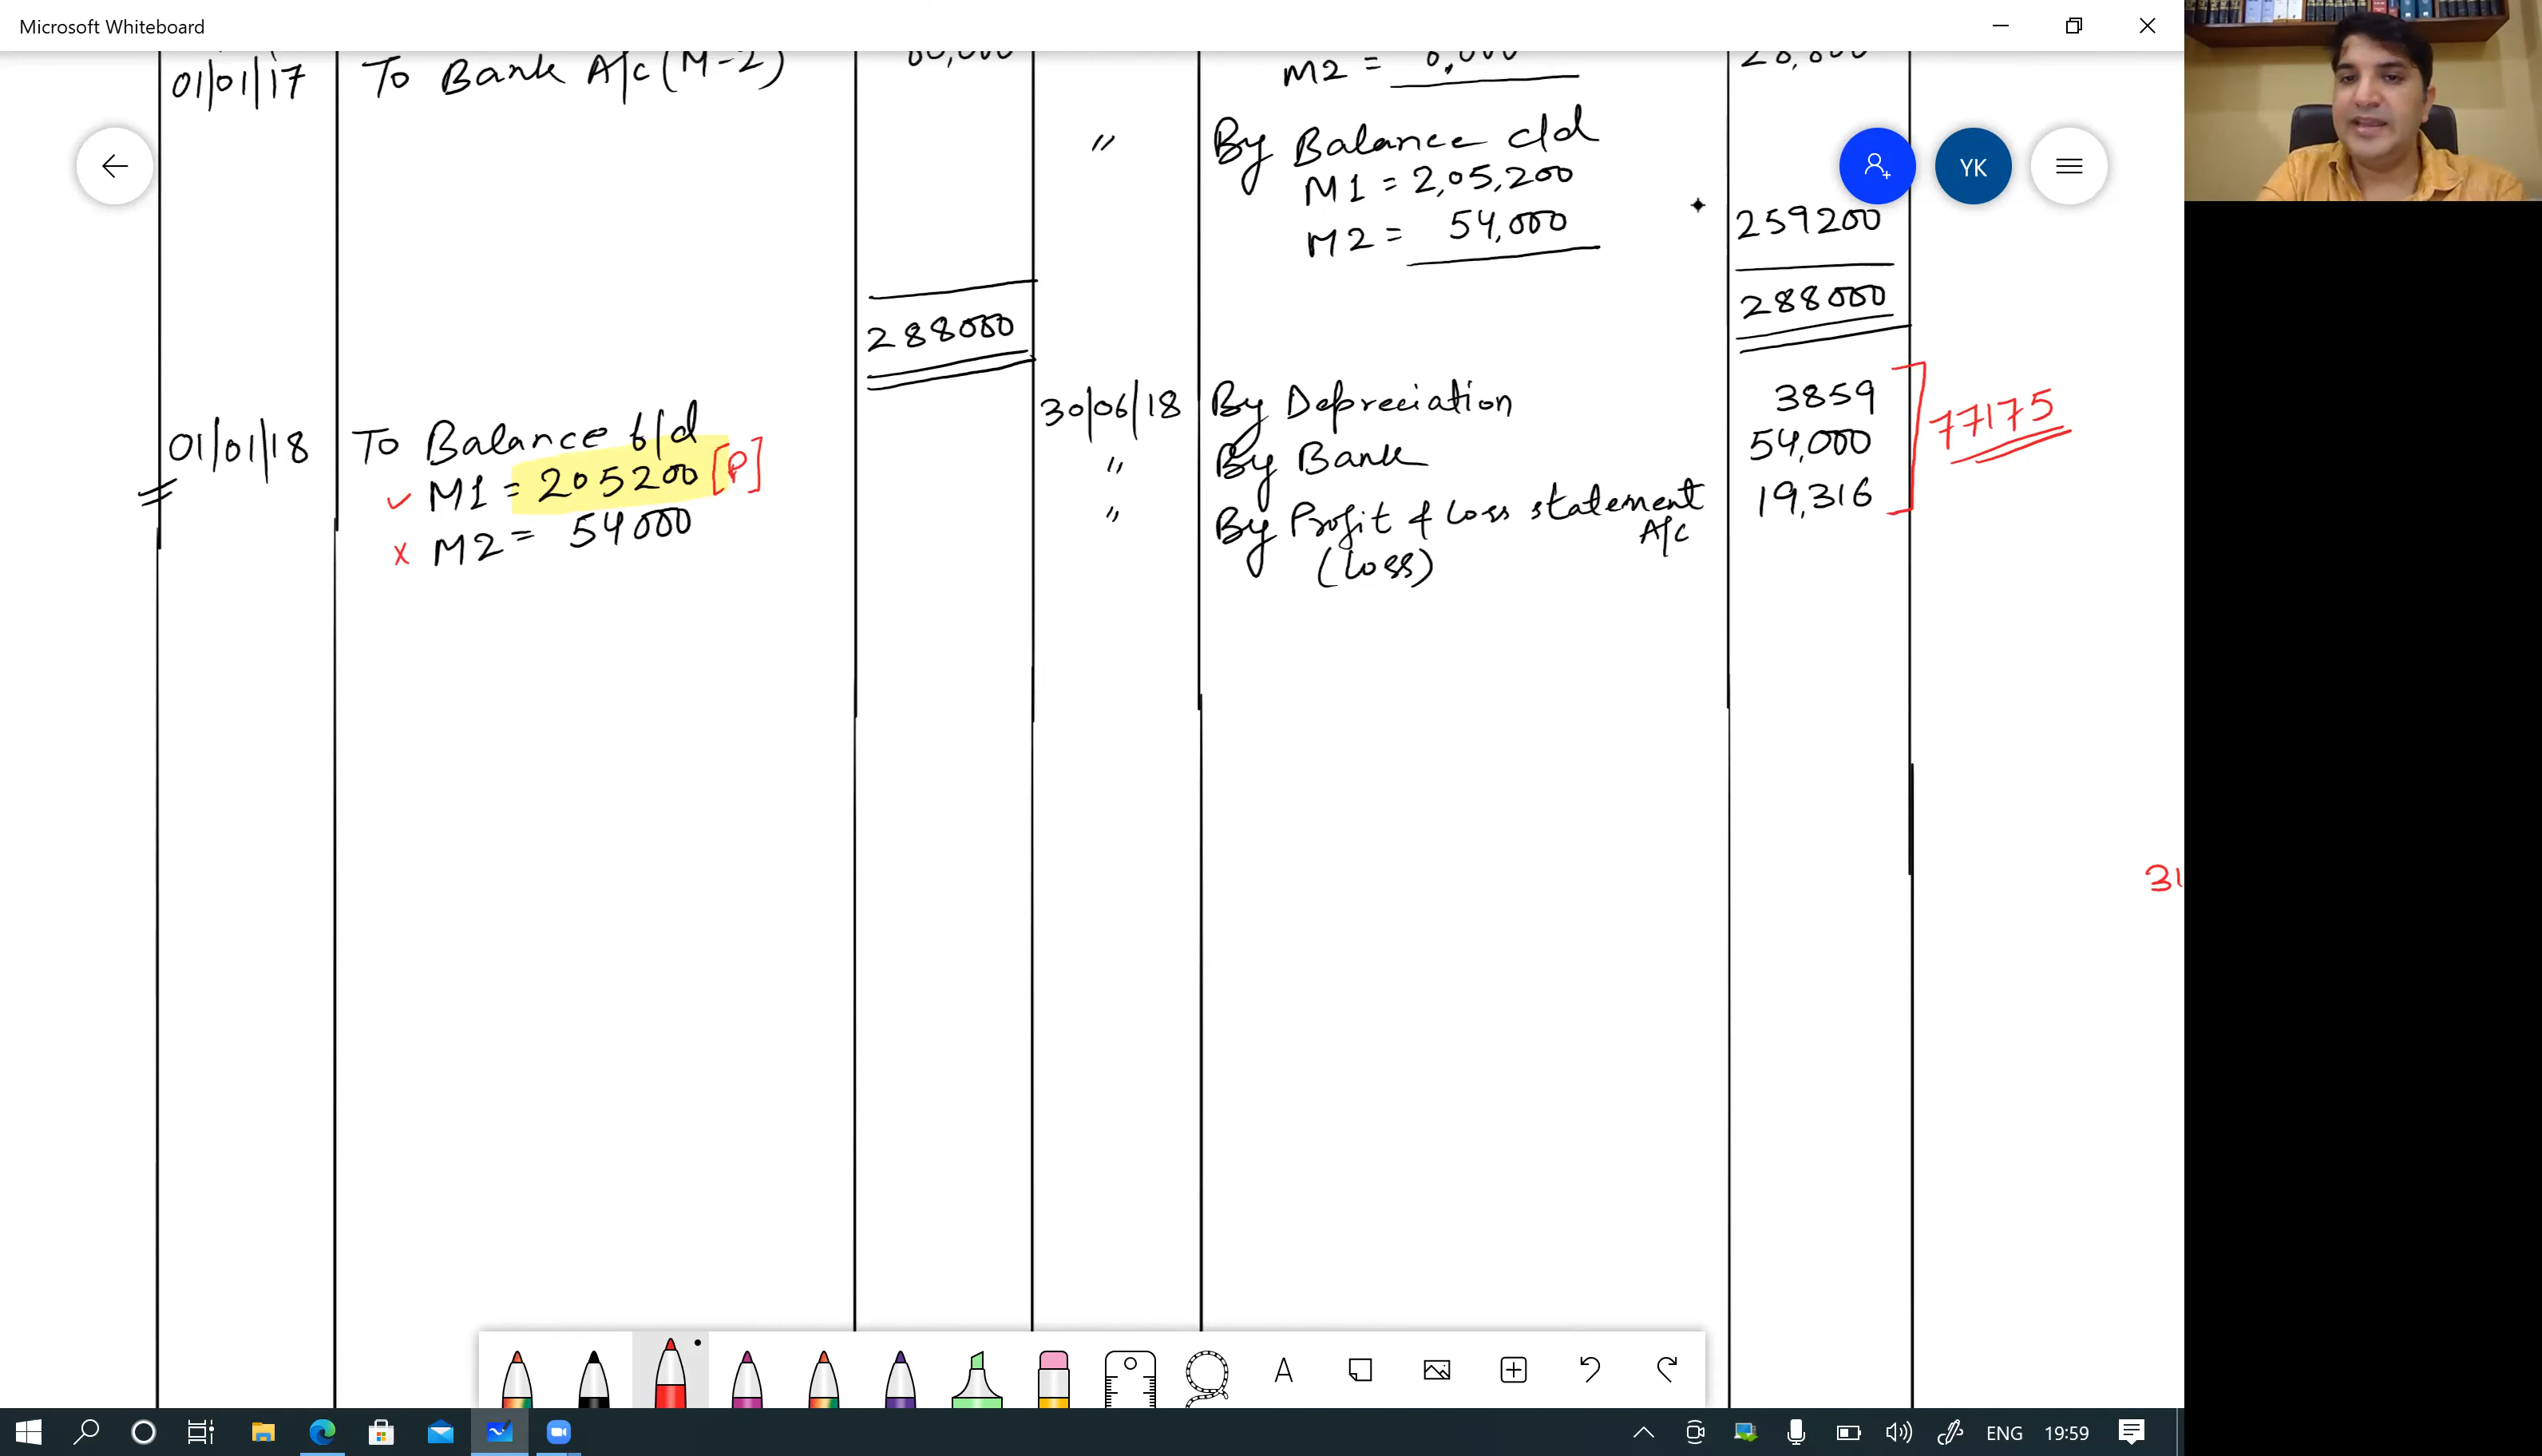 Microsoft Whiteboard
01/01/17 To Bank A/c (M-2)
M2 =
" By Balance c/d
M1 = 2,05,200
M2 = 54,000 259200
288000 288000
30/06/18 By Depreciation 3859
01/01/18 To Balance b/d
" By Bank 54,000
77175
M1 = 205200 [P]
" By Profit & Loss statement A/c 19,316
(Loss)
M2 = 54000
31
YK
A
ENG 19:59